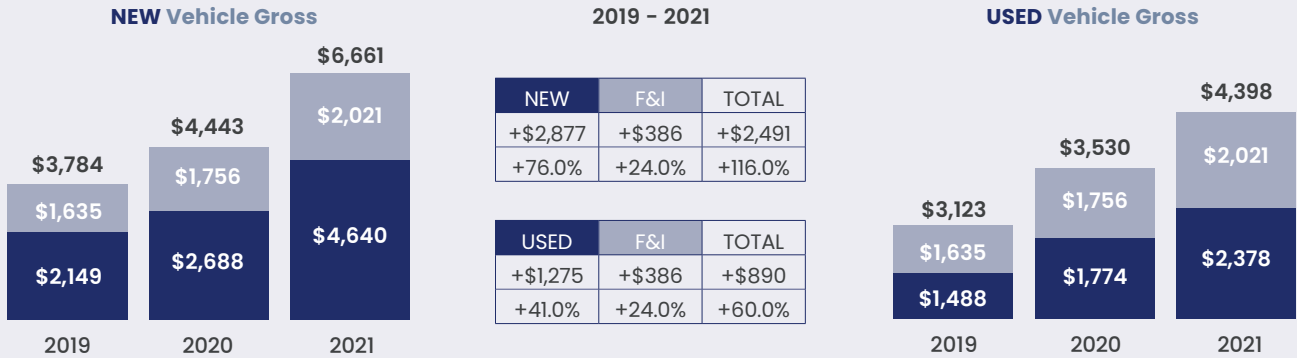 NEW Vehicle Gross
$6,661
$2,021
$4,443
$1,756
$3,784
$1,635
$4,640
$2,688
$2,149
2019 2020 2021
2019 - 2021
NEW F&I TOTAL
+$2,877 +$386 +$2,491
+76.0% +24.0% +116.0%
USED F&I TOTAL
+$1,275 +$386 +$890
+41.0% +24.0% +60.0%
USED Vehicle Gross
$4,398
$2,021
$3,530
$1,756
$3,123
$1,635
$2,378
$1,774
$1,488
2019 2020 2021